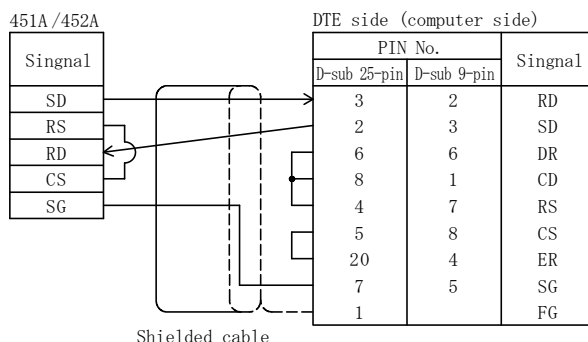 451A/452A
DTE side (computer side)
Singnal
PIN No.
Singnal
D-sub 25-pin
D-sub 9-pin
SD
3
2
RD
RS
2
3
SD
RD
6
6
DR
CS
8
1
CD
SG
4
7
RS
5
8
CS
20
4
ER
7
5
SG
1
FG
Shielded cable